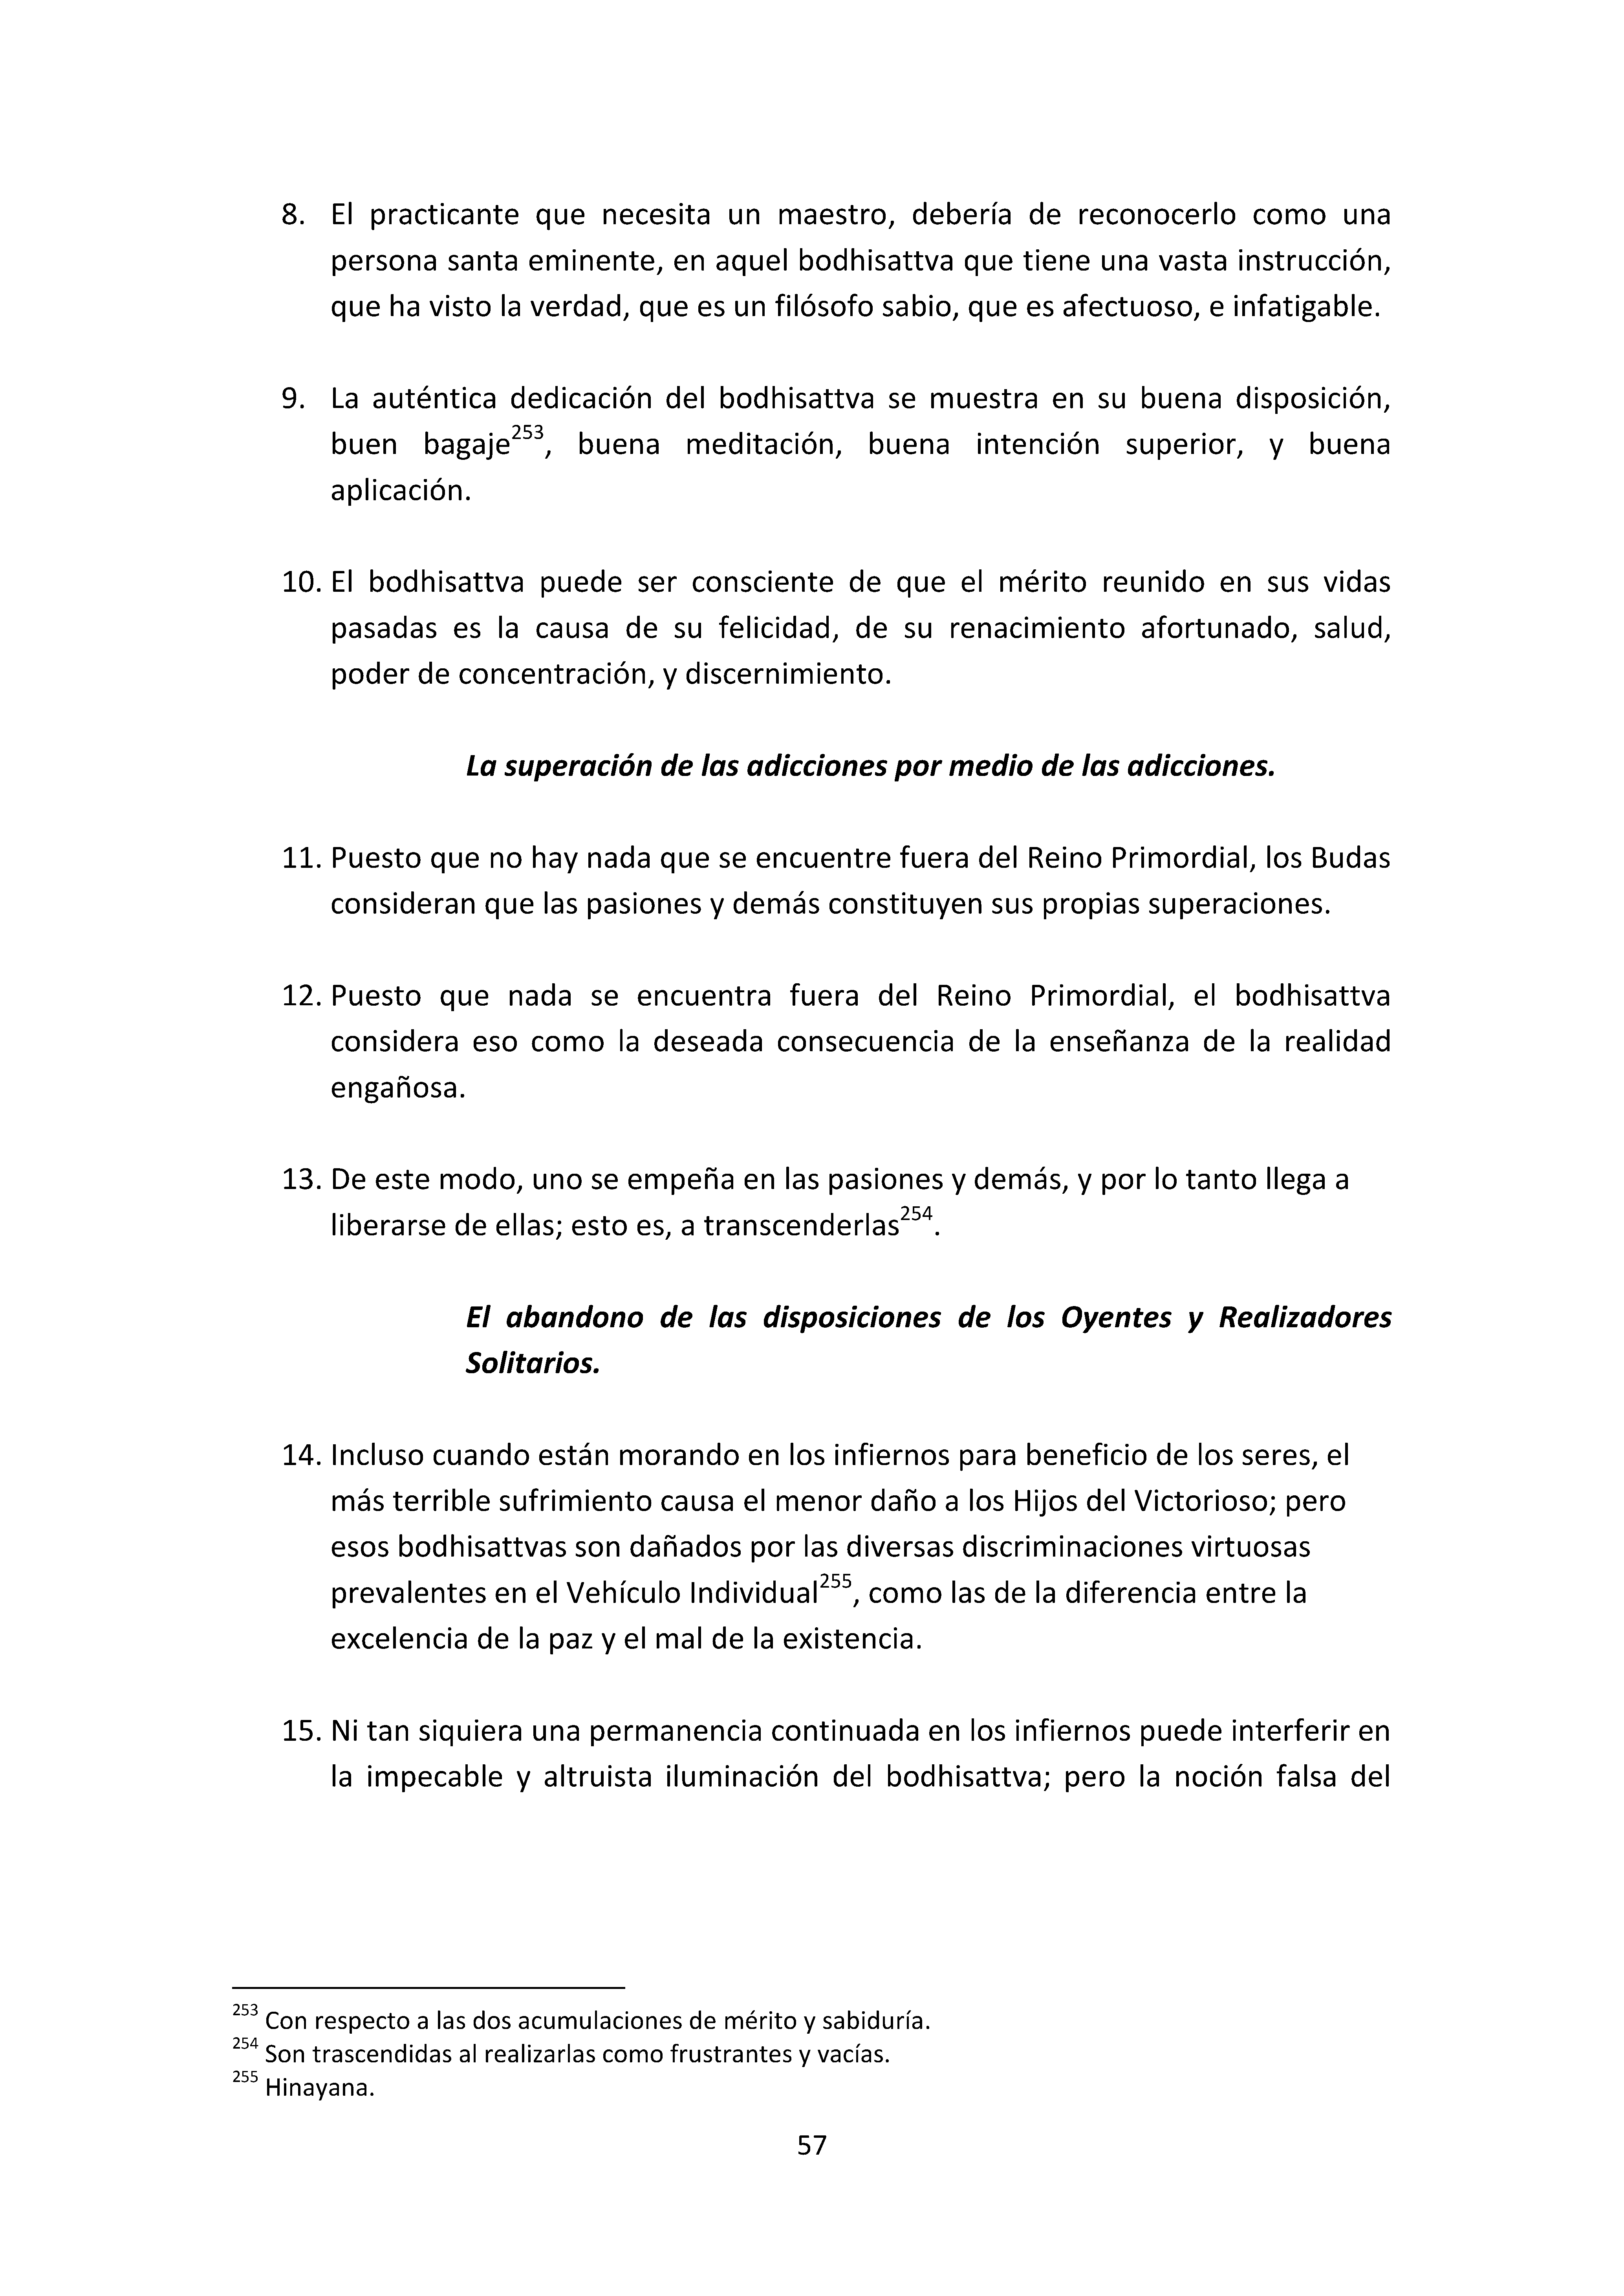 8. El practicante que necesita un maestro, debería de reconocerlo como una
persona santa eminente, en aquel bodhisattva que tiene una vasta instrucción,
que ha visto la verdad, que es un filósofo sabio, que es afectuoso, e infatigable.
9. La auténtica dedicación del bodhisattva se muestra en su buena disposición,
buen bagaje253, buena meditación, buena intención superior, y buena
aplicación.
10. El bodhisattva puede ser consciente de que el mérito reunido en sus vidas
pasadas es la causa de su felicidad, de su renacimiento afortunado, salud,
poder de concentración, y discernimiento.
La superación de las adicciones por medio de las adicciones.
11. Puesto que no hay nada que se encuentre fuera del Reino Primordial, los Budas
consideran que las pasiones y demás constituyen sus propias superaciones.
12. Puesto que nada se encuentra fuera del Reino Primordial, el bodhisattva
considera eso como la deseada consecuencia de la enseñanza de la realidad
engañosa.
13. De este modo, uno se empeña en las pasiones y demás, y por lo tanto llega a
liberarse de ellas; esto es, a transcenderlas254.
El abandono de las disposiciones de los Oyentes y Realizadores
Solitarios.
14. Incluso cuando están morando en los infiernos para beneficio de los seres, el
más terrible sufrimiento causa el menor daño a los Hijos del Victorioso; pero
esos bodhisattvas son dañados por las diversas discriminaciones virtuosas
prevalentes en el Vehículo Individual255, como las de la diferencia entre la
excelencia de la paz y el mal de la existencia.
15. Ni tan siquiera una permanencia continuada en los infiernos puede interferir en
la impecable y altruista iluminación del bodhisattva; pero la noción falsa del
253 Con respecto a las dos acumulaciones de mérito y sabiduría.
254 Son trascendidas al realizarlas como frustrantes y vacías.
255 Hinayana.
57